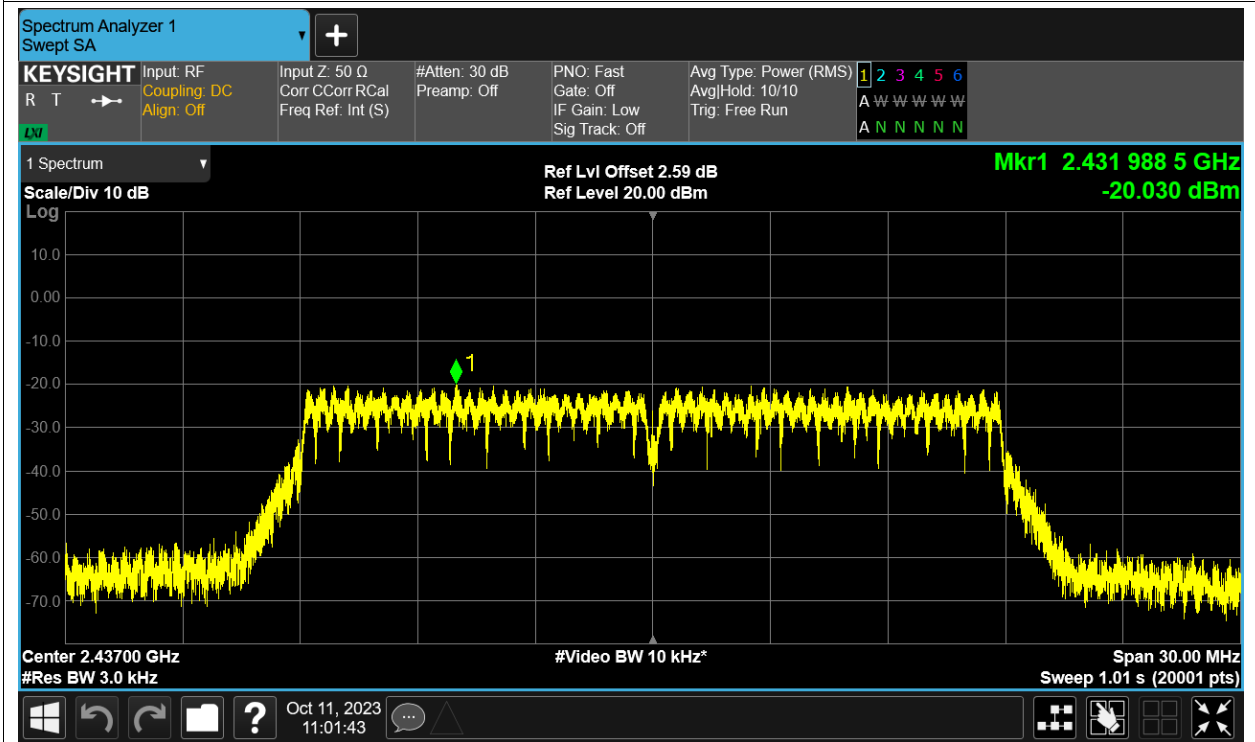 Spectrum Analyzer 1
Swept SA
+
KEYSIGHT
R T
LXI
Input: RF
Coupling: DC
Align: Off
Input Z: 50 Ω
Corr CCorr RCal
Freq Ref: Int (S)
#Atten: 30 dB
Preamp: Off
PNO: Fast
Gate: Off
IF Gain: Low
Sig Track: Off
Avg Type: Power (RMS)
Avg|Hold: 10/10
Trig: Free Run
1 2 3 4 5 6
A W W W W W
A N N N N N
1 Spectrum
Scale/Div 10 dB
Ref Lvl Offset 2.59 dB
Ref Level 20.00 dBm
Mkr1 2.431 988 5 GHz
-20.030 dBm
Log
10.0
0.00
-10.0
-20.0
-30.0
-40.0
-50.0
-60.0
-70.0
1
Center 2.43700 GHz
#Res BW 3.0 kHz
#Video BW 10 kHz*
Span 30.00 MHz
Sweep 1.01 s (20001 pts)
?
Oct 11, 2023
11:01:43